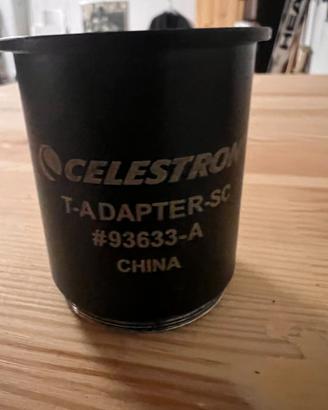 CELESTRON
T-ADAPTER-SC
#93633-A
CHINA